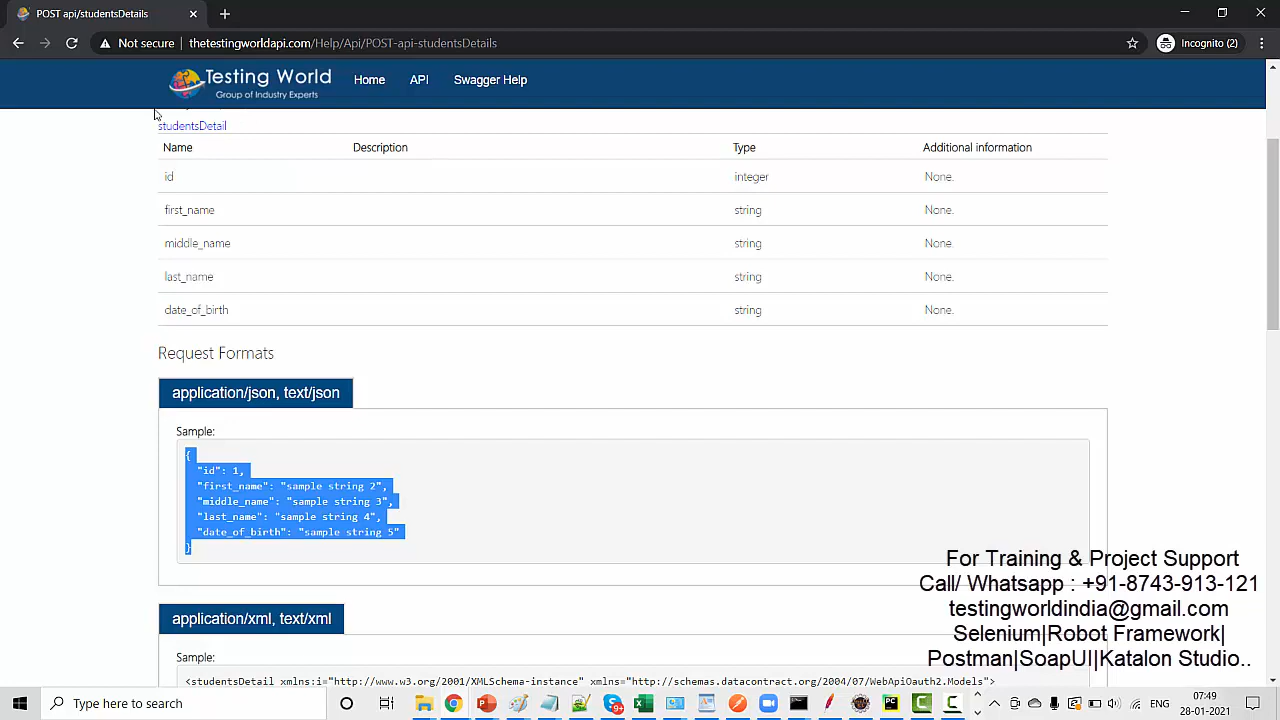 POST api/studentsDetails
Not secure
thetestingworldapi.com/Help/Api/POST-api-studentsDetails
Incognito (2)
Testing World
Group of Industry Experts
Home
API
Swagger Help
studentsDetail
Name Description Type Additional information
id integer None.
first_name string None.
middle_name string None.
last_name string None.
date_of_birth string None.
Request Formats
application/json, text/json
Sample:
{
"id": 1,
"first_name": "sample string 2",
"middle_name": "sample string 3",
"last_name": "sample string 4",
"date_of_birth": "sample string 5"
}
For Training & Project Support
Call/ Whatsapp : +91-8743-913-121
testingworldindia@gmail.com
Selenium|Robot Framework|
Postman|SoapUI||Katalon Studio..
application/xml, text/xml
Sample:
<studentsDetail xmlns:i="http://www.w3.org/2001/XMLSchema-instance" xmlns="http://schemas.datacontract.org/2004/07/WebApiOauth2.Models">
Type here to search
ENG
07:49
28-01-2021